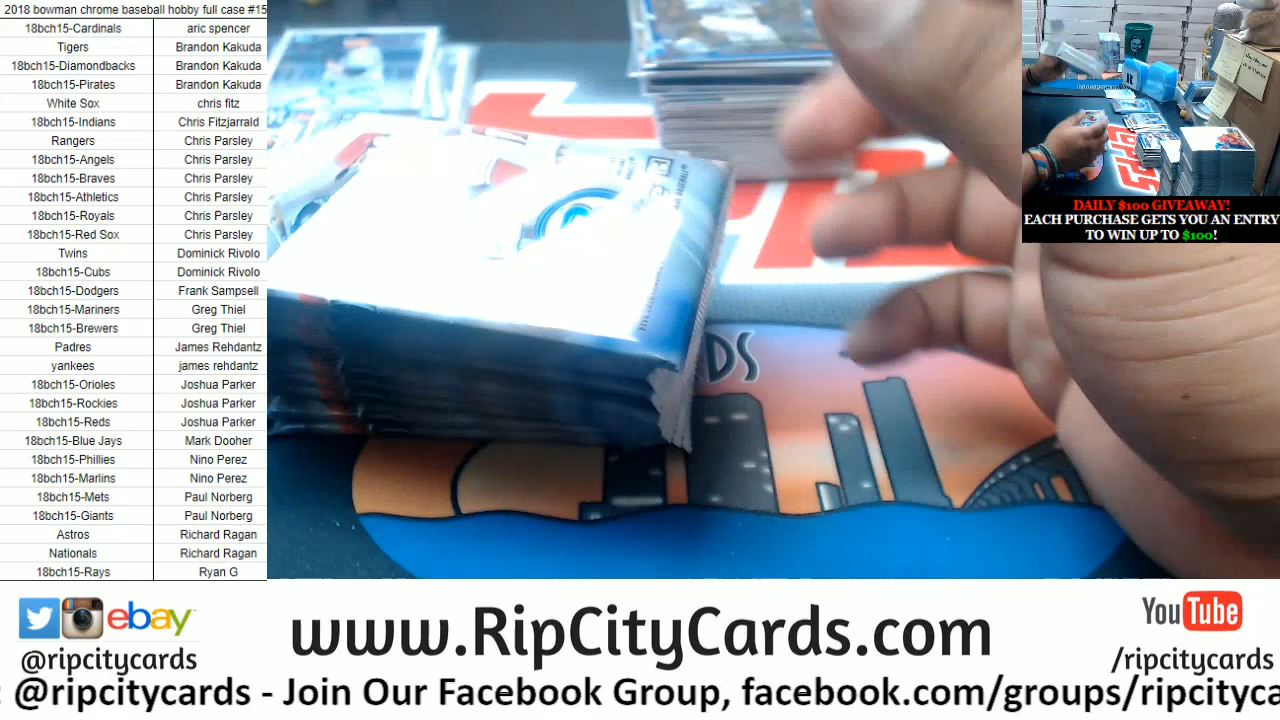 2018 bowman chrome baseball hobby full case #15
18bch15-Cardinals aric spencer
Tigers Brandon Kakuda
18bch15-Diamondbacks Brandon Kakuda
18bch15-Pirates Brandon Kakuda
White Sox chris fitz
18bch15-Indians Chris Fitzjarrald
Rangers Chris Parsley
18bch15-Angels Chris Parsley
18bch15-Braves Chris Parsley
18bch15-Athletics Chris Parsley
18bch15-Royals Chris Parsley
18bch15-Red Sox Chris Parsley
Twins Dominick Rivolo
18bch15-Cubs Dominick Rivolo
18bch15-Dodgers Frank Sampsell
18bch15-Mariners Greg Thiel
18bch15-Brewers Greg Thiel
Padres James Rehdantz
yankees james rehdantz
18bch15-Orioles Joshua Parker
18bch15-Rockies Joshua Parker
18bch15-Reds Joshua Parker
18bch15-Blue Jays Mark Dooher
18bch15-Phillies Nino Perez
18bch15-Marlins Nino Perez
18bch15-Mets Paul Norberg
18bch15-Giants Paul Norberg
Astros Richard Ragan
Nationals Richard Ragan
18bch15-Rays Ryan G
DAILY $100 GIVEAWAY!
EACH PURCHASE GETS YOU AN ENTRY
TO WIN UP TO $100!
DS
ebay
@ripcitycards
www.RipCityCards.com
YouTube
/ripcitycards
: @ripcitycards - Join Our Facebook Group, facebook.com/groups/ripcityca